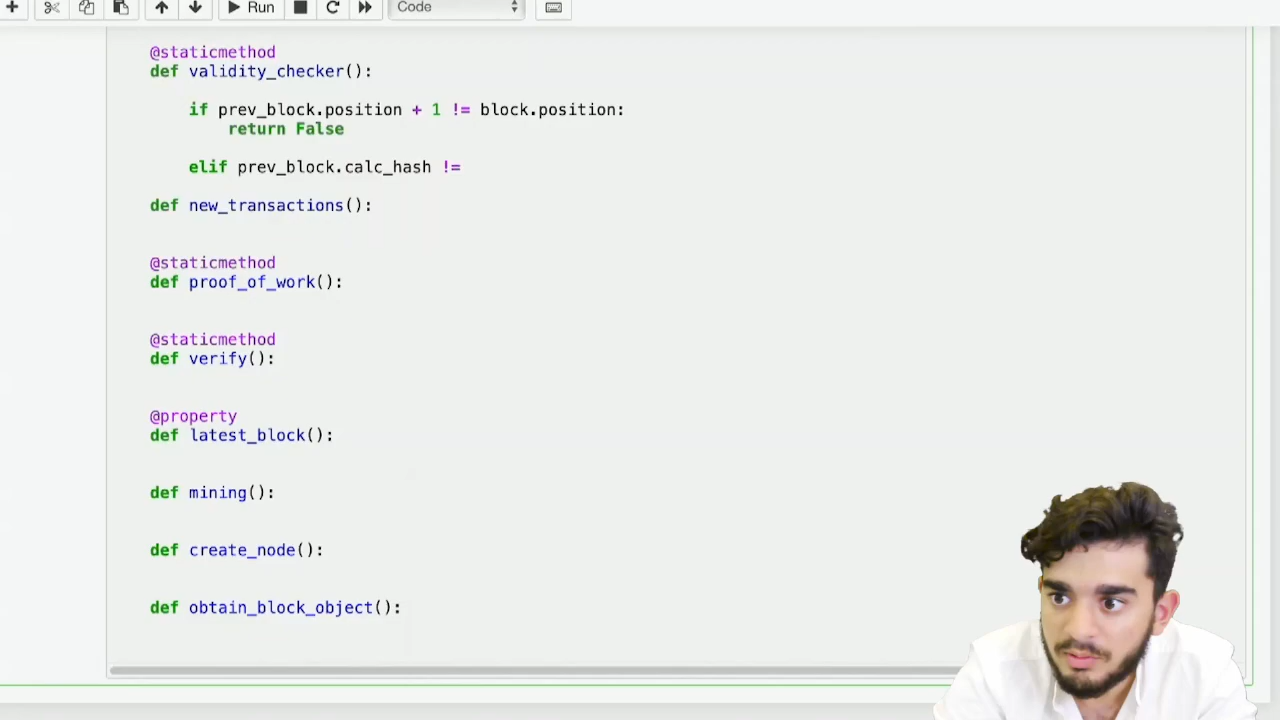 Run
Code
@staticmethod
def validity_checker():
if prev_block.position + 1 != block.position:
return False
elif prev_block.calc_hash !=
def new_transactions():
@staticmethod
def proof_of_work():
@staticmethod
def verify():
@property
def latest_block():
def mining():
def create_node():
def obtain_block_object():